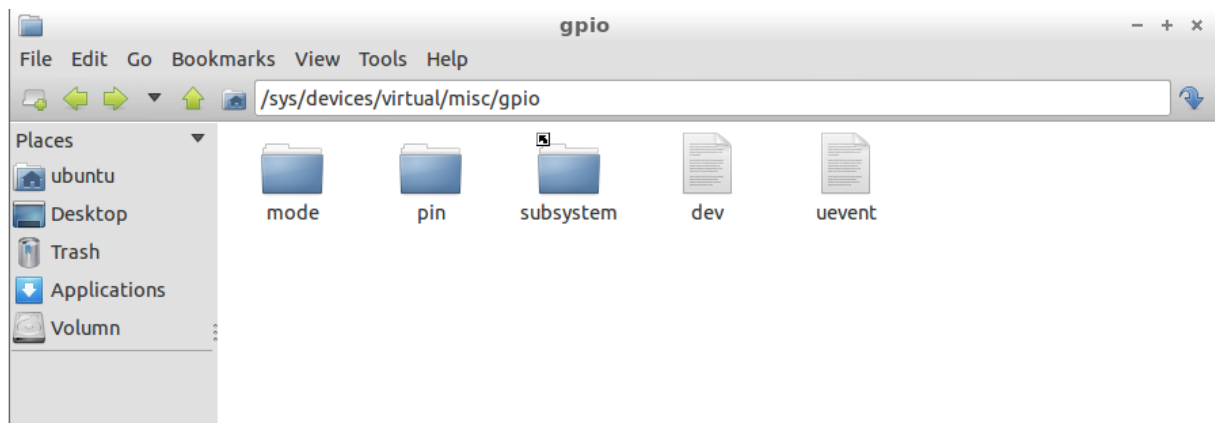 gpio
File Edit Go Bookmarks View Tools Help
/sys/devices/virtual/misc/gpio
Places
ubuntu
Desktop
Trash
Applications
Volumn
mode pin subsystem dev uevent